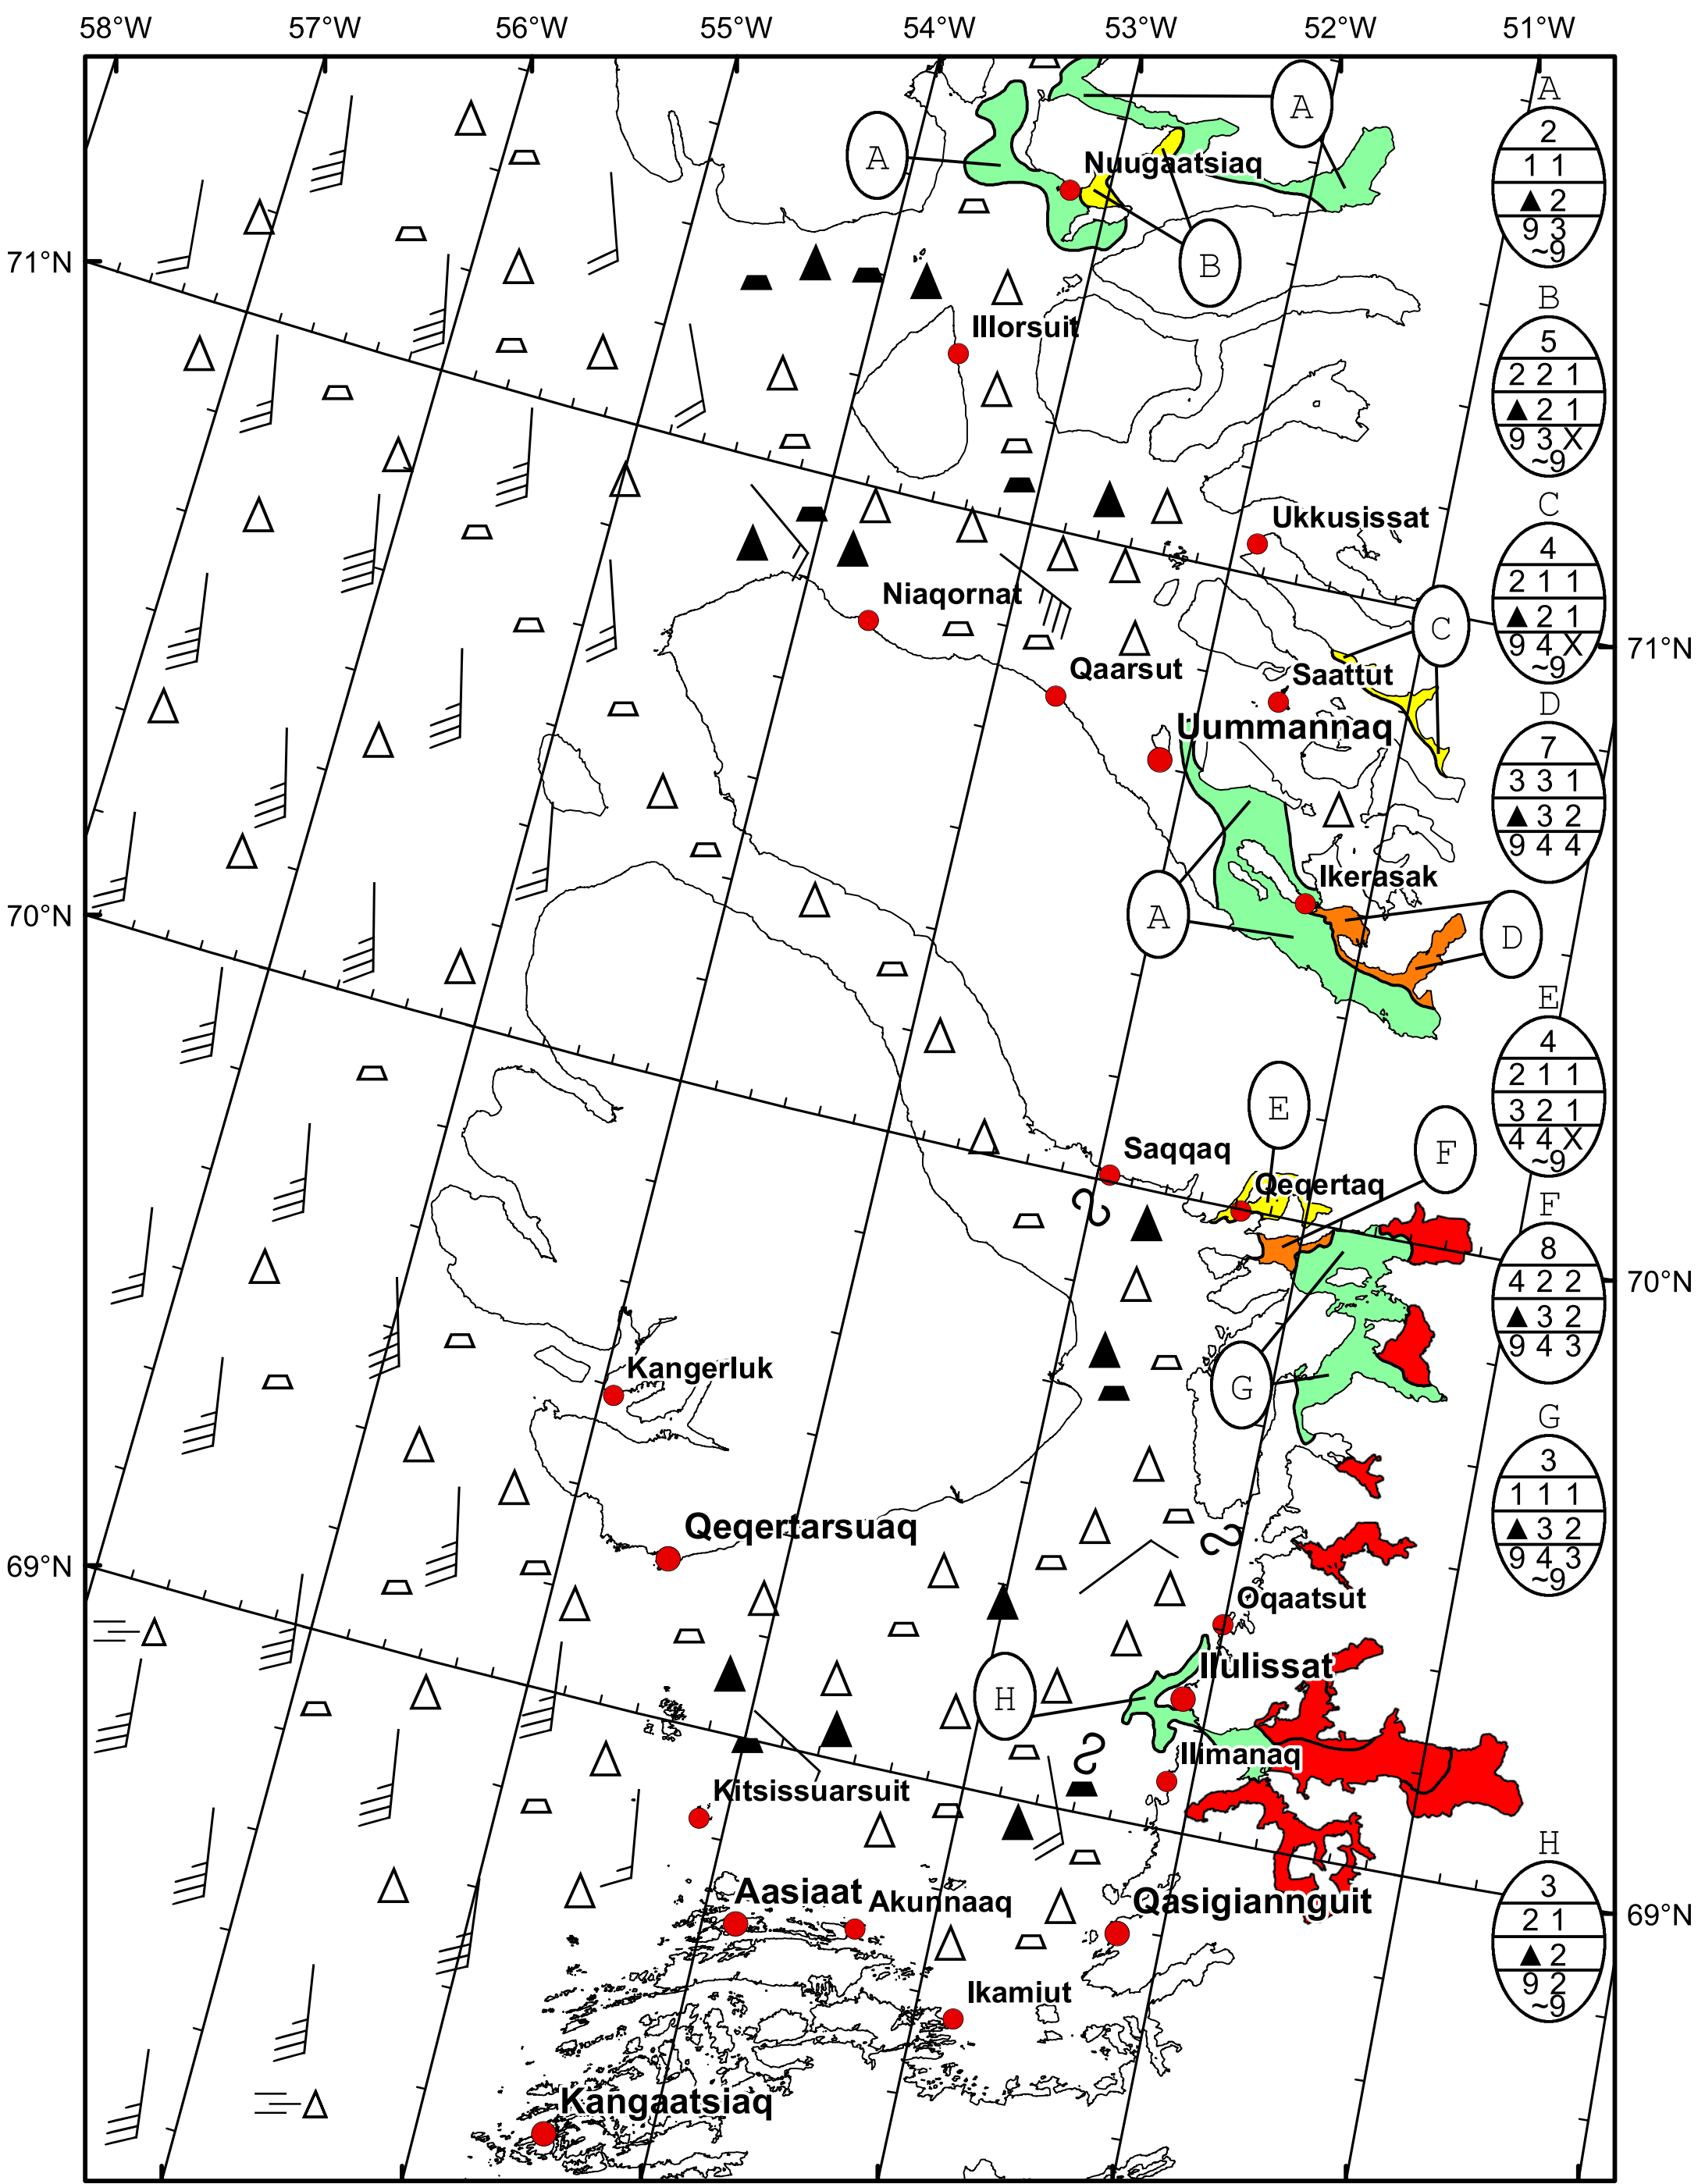 58°W 57°W 56°W 55°W 54°W 53°W 52°W 51°W
A
2
1 1
▲ 2
9 3
~9
A
A
Nuugaatsiaq
B
71°N
B
5
2 2 1
▲ 2 1
9 3 X
~9
Illorsuit
C
4
2 1 1
▲ 2 1
9 4 X
~9
Ukkusissat
Niaqornat
C
71°N
Qaarsut
Saattut
Uummannaq
D
7
3 3 1
▲ 3 2
9 4 4
Ikerasak
70°N
A
D
E
4
2 1 1
3 2 1
4 4 X
~9
E
F
Saqqaq
Qeqertaq
F
8
4 2 2
▲ 3 2
9 4 3
70°N
Kangerluk
G
G
3
1 1 1
▲ 3 2
9 4 3
~9
Qeqertarsuaq
69°N
Oqaatsut
Ilulissat
H
Ilimanaq
Kitsissuarsuit
H
3
2 1
▲ 2
9 2
~9
Aasiaat
Akunnaaq
Qasigiannguit
69°N
Ikamiut
Kangaatsiaq